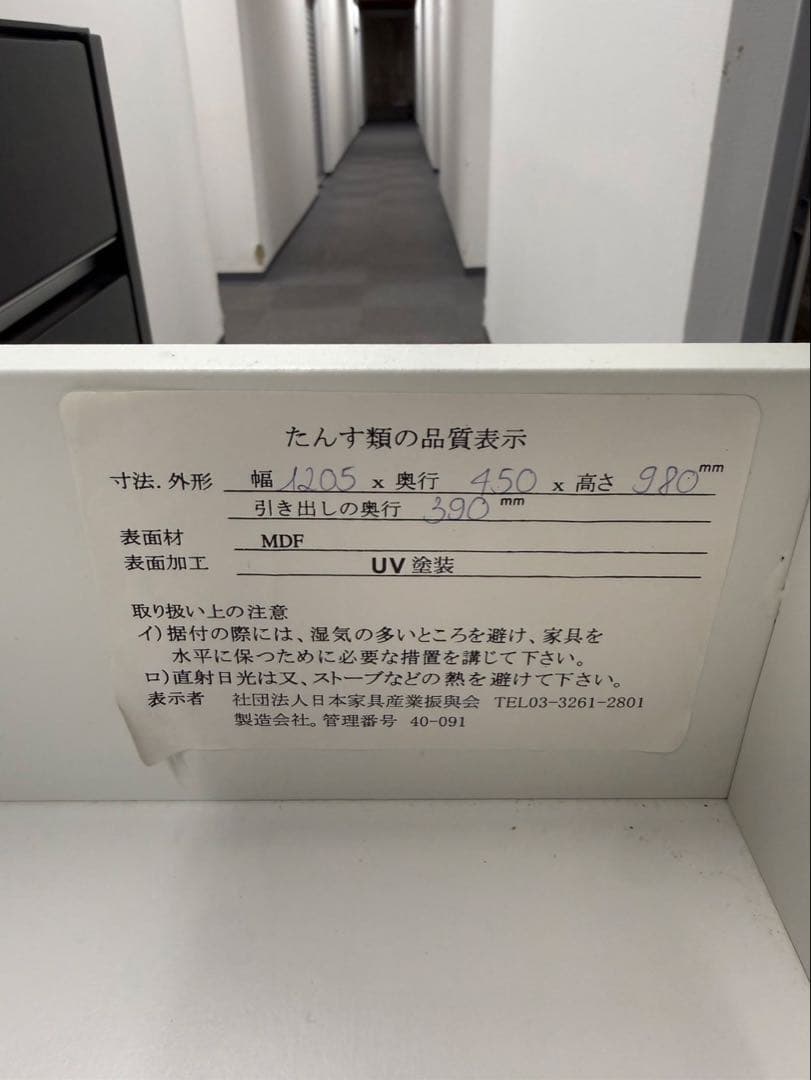 たんす類の品質表示
寸法.外形 幅 1205 x 奥行 450 x 高さ 980 mm
引き出しの奥行 390 mm
表面材 MDF
表面加工 UV塗装
取り扱い上の注意
イ)据付の際には、湿気の多いところを避け、家具を
水平に保つために必要な措置を講じて下さい。
ロ)直射日光は又、ストーブなどの熱を避けて下さい。
表示者 社団法人日本家具産業振興会 TEL03-3261-2801
製造会社。管理番号 40-091